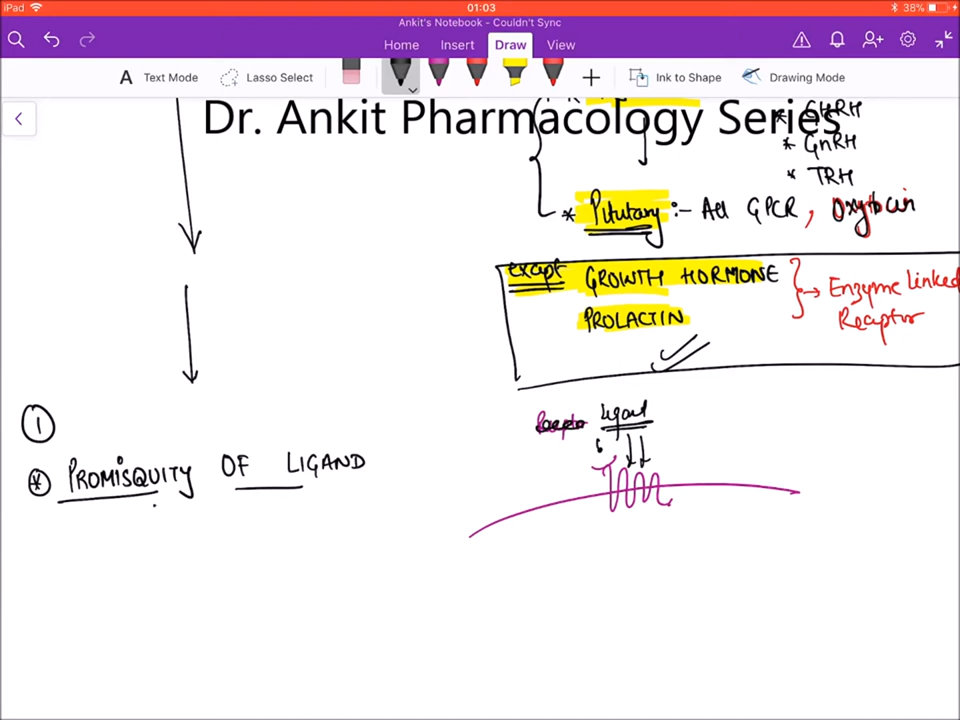 iPad 01:03 38%
Ankit's Notebook - Couldn't Sync
Home Insert Draw View
A Text Mode Lasso Select Ink to Shape Drawing Mode
Dr. Ankit Pharmacology Series
* GHRH
* GnRH
* TRH
* Pitutary :- All GPCR , Oxytocin
except GROWTH HORMONE
PROLACTIN
Enzyme Linked
Receptor
Ligand
1
* PROMISQUITY OF LIGAND